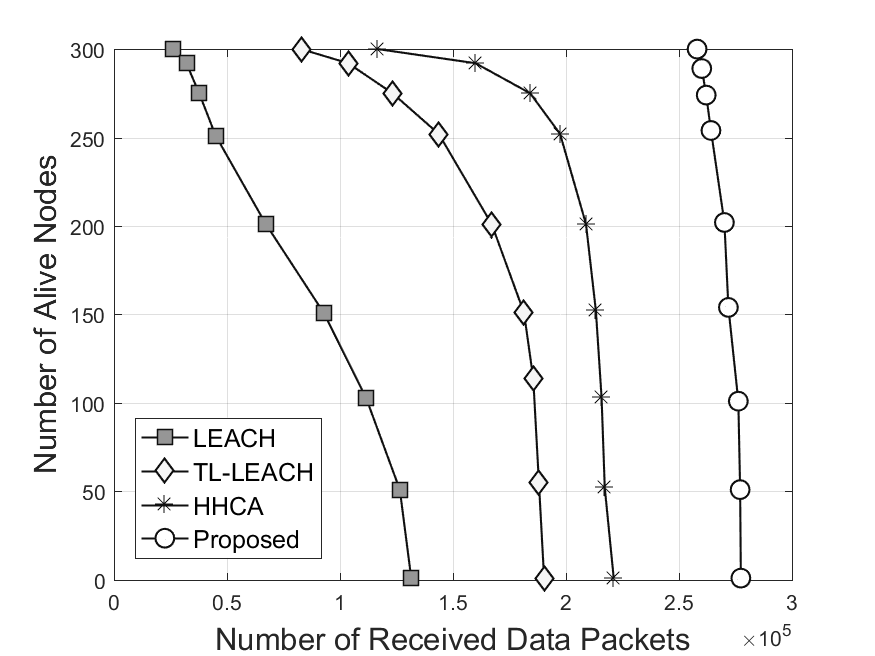 300
250
200
150
100
50
0
Number of Alive Nodes
LEACH
TL-LEACH
HHCA
Proposed
0 0.5 1 1.5 2 2.5 3
Number of Received Data Packets
×10^5